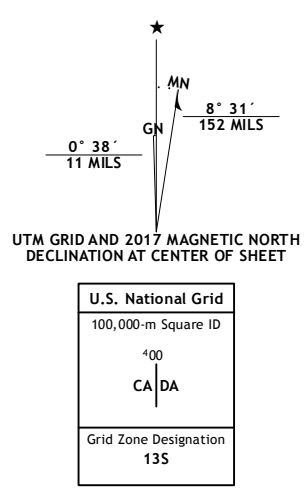 ★
MN
GN
8° 31´
152 MILS
0° 38´
11 MILS
UTM GRID AND 2017 MAGNETIC NORTH
DECLINATION AT CENTER OF SHEET
U.S. National Grid
100,000-m Square ID
⁴00
CA DA
Grid Zone Designation
13S